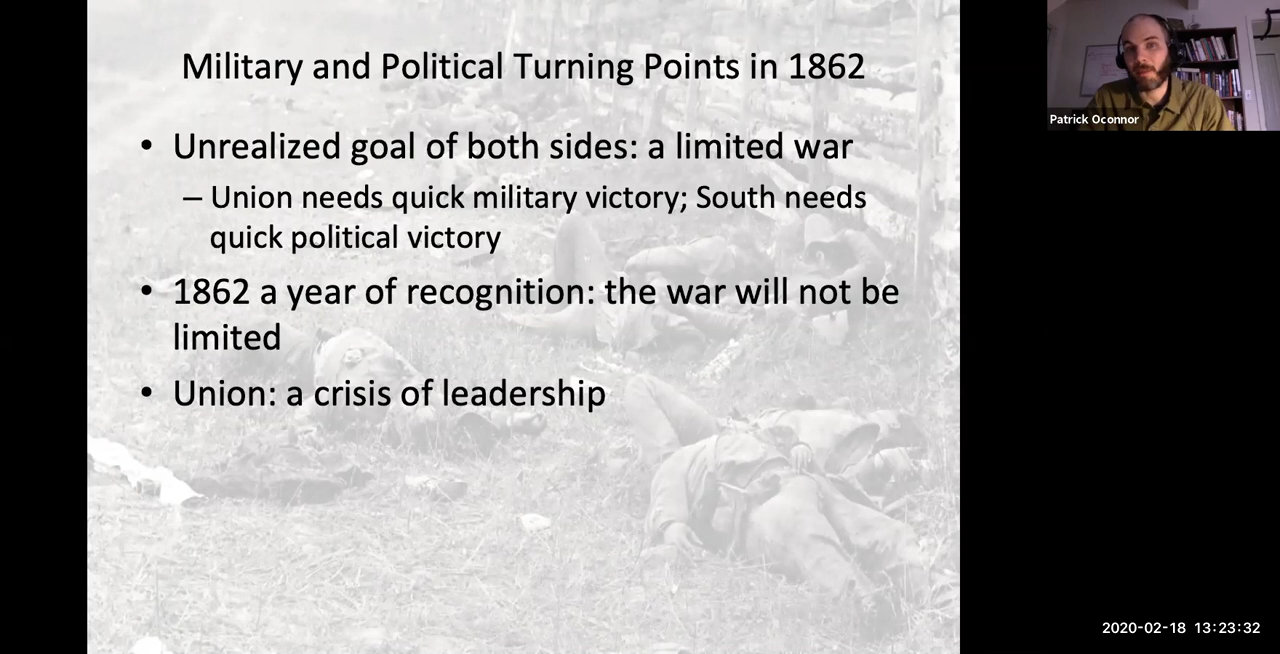 Military and Political Turning Points in 1862
• Unrealized goal of both sides: a limited war
– Union needs quick military victory; South needs
quick political victory
• 1862 a year of recognition: the war will not be
limited
• Union: a crisis of leadership
Patrick Oconnor
2020-02-18 13:23:32